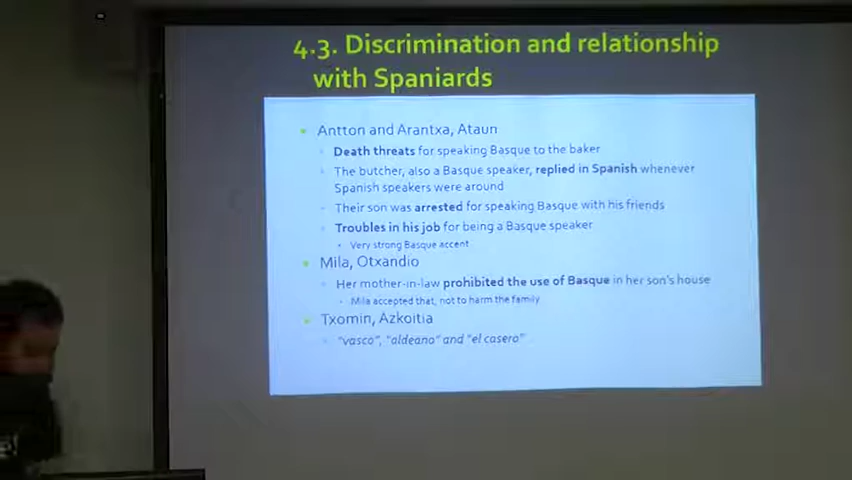 4.3. Discrimination and relationship
with Spaniards
Antton and Arantxa, Ataun
Death threats for speaking Basque to the baker
The butcher, also a Basque speaker, replied in Spanish whenever
Spanish speakers were around
Their son was arrested for speaking Basque with his friends
Troubles in his job for being a Basque speaker
Very strong Basque accent
Mila, Otxandio
Her mother-in-law prohibited the use of Basque in her son's house
Mila accepted that, not to harm the family
Txomin, Azkoitia
"vasco", "aldeano" and "el casero"